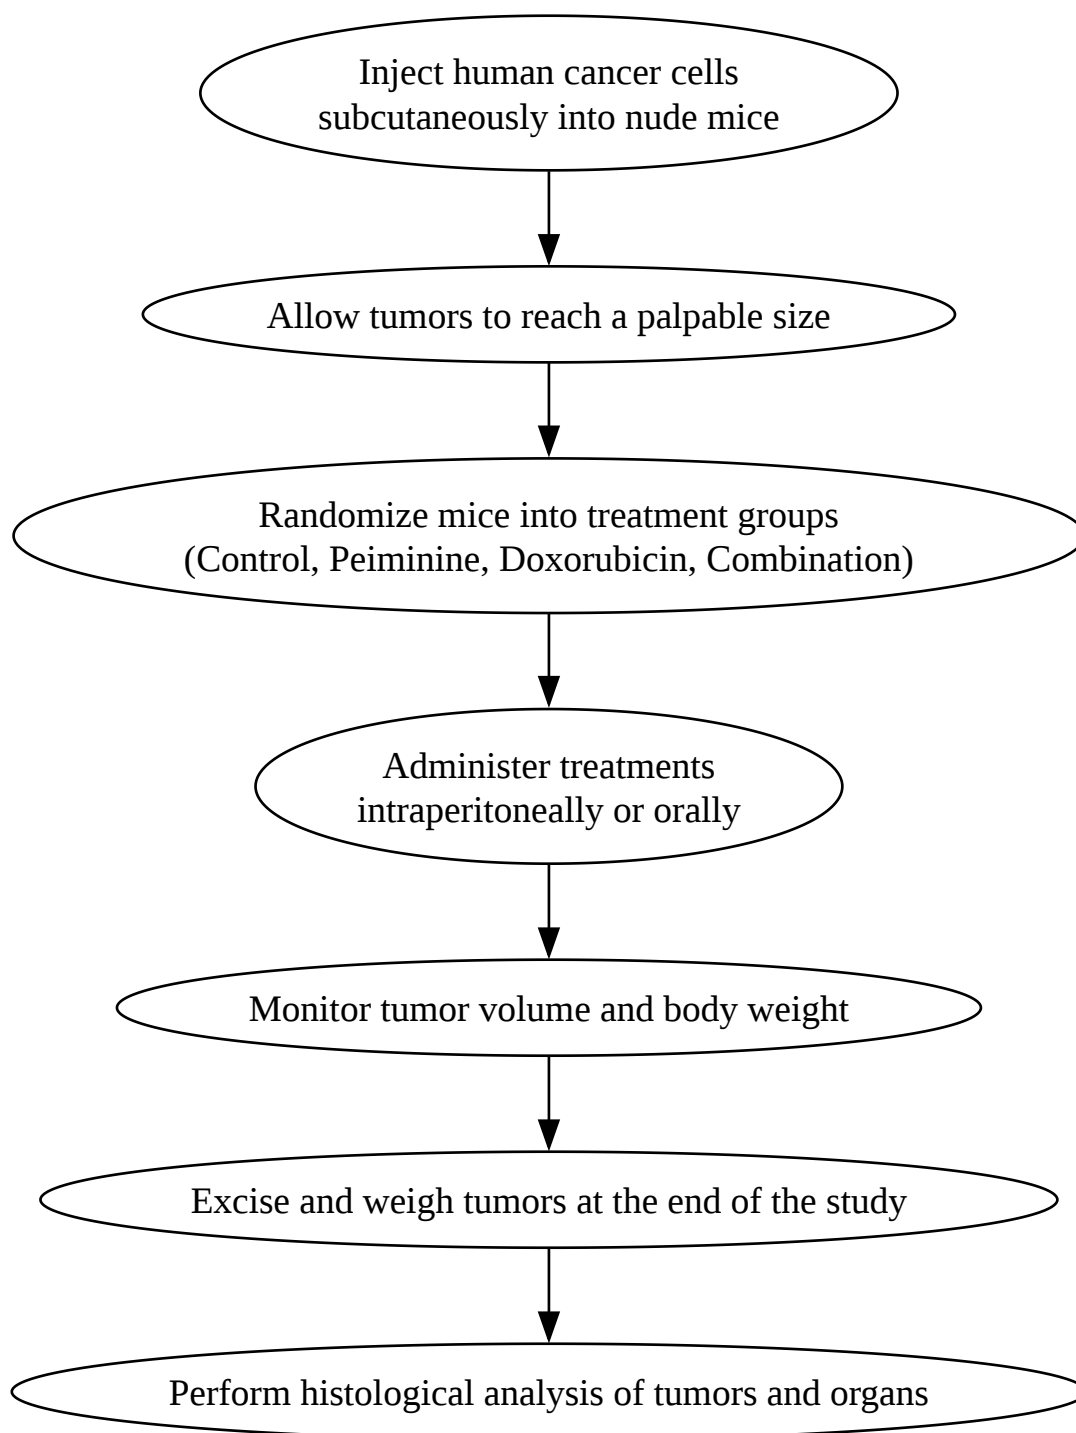 Inject human cancer cells
subcutaneously into nude mice
Allow tumors to reach a palpable size
Randomize mice into treatment groups
(Control, Peiminine, Doxorubicin, Combination)
Administer treatments
intraperitoneally or orally
Monitor tumor volume and body weight
Excise and weigh tumors at the end of the study
Perform histological analysis of tumors and organs